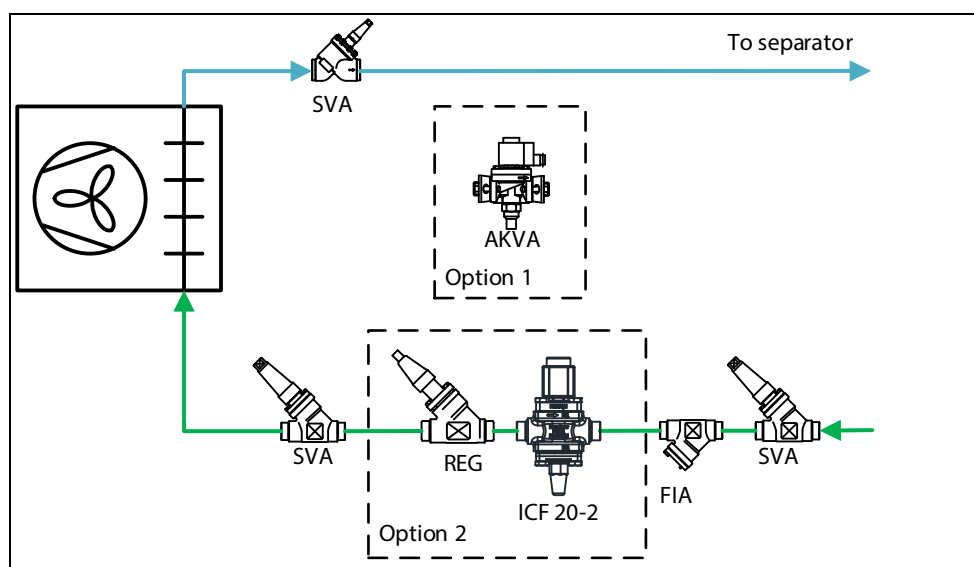 To separator
SVA
AKVA
Option 1
SVA
REG
ICF 20-2
FIA
SVA
Option 2